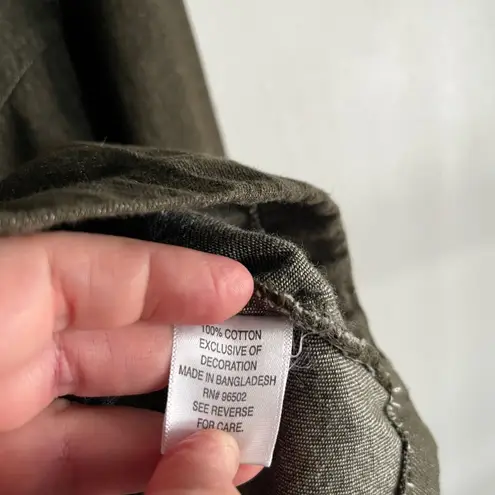 100% COTTON
EXCLUSIVE OF
DECORATION
MADE IN BANGLADESH
RN# 96502
SEE REVERSE
FOR CARE.